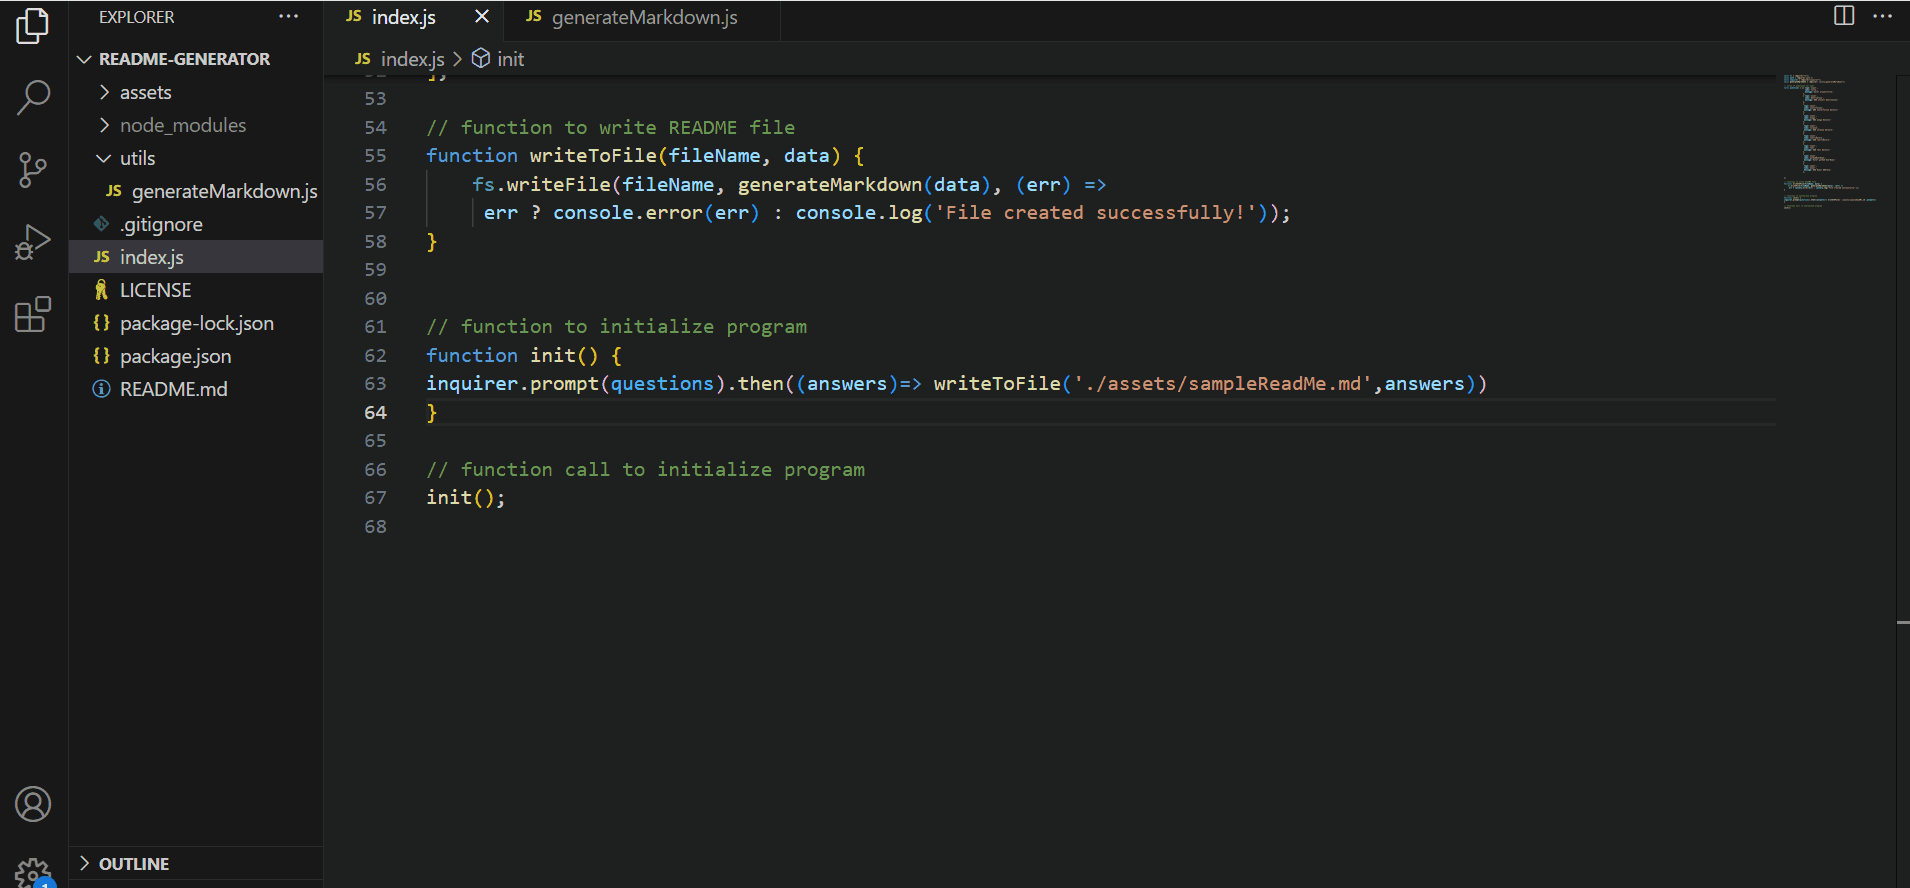 EXPLORER
README-GENERATOR
assets
node_modules
utils
JS generateMarkdown.js
.gitignore
JS index.js
LICENSE
{} package-lock.json
{} package.json
README.md
OUTLINE
1
JS index.js
JS generateMarkdown.js
JS index.js > init
53
54 // function to write README file
55 function writeToFile(fileName, data) {
56 fs.writeFile(fileName, generateMarkdown(data), (err) =>
57 err ? console.error(err) : console.log('File created successfully!'));
58 }
59
60
61 // function to initialize program
62 function init() {
63 inquirer.prompt(questions).then((answers)=> writeToFile('./assets/sampleReadMe.md',answers))
64 }
65
66 // function call to initialize program
67 init();
68